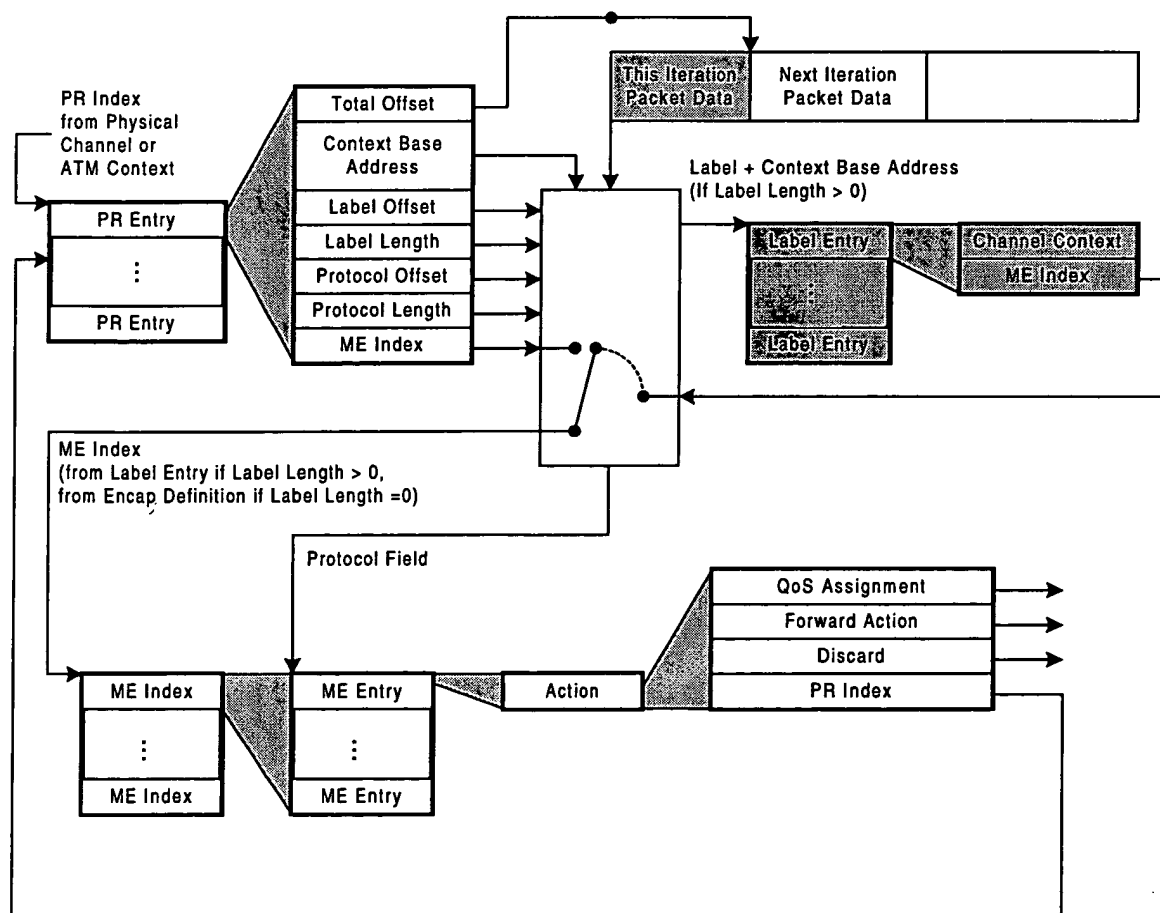 This Iteration
Packet Data
Next Iteration
Packet Data
PR Index
from Physical
Channel or
ATM Context
Total Offset
Context Base
Address
Label Offset
Label Length
Protocol Offset
Protocol Length
ME Index
PR Entry
⋮
PR Entry
Label + Context Base Address
(If Label Length > 0)
Label Entry
⋮
Label Entry
Channel Context
ME Index
ME Index
(from Label Entry if Label Length > 0,
from Encap Definition if Label Length =0)
Protocol Field
QoS Assignment
Forward Action
Discard
PR Index
ME Index
⋮
ME Index
ME Entry
⋮
ME Entry
Action